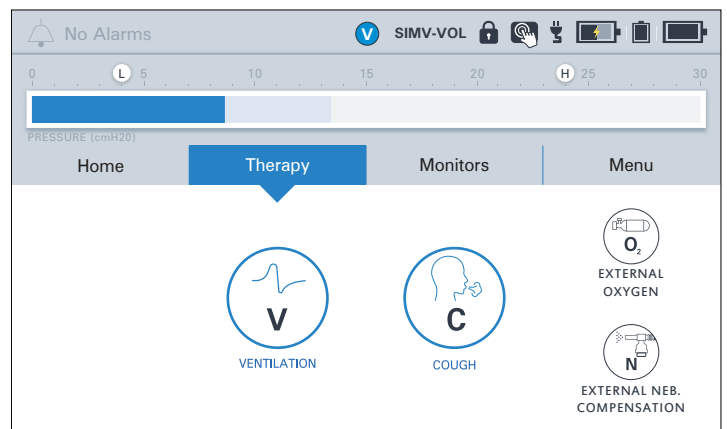 No Alarms
V SIMV-VOL
0 L 5 10 15 20 H 25 30
PRESSURE (cmH20)
Home Therapy Monitors Menu
V
VENTILATION
C
COUGH
O₂
EXTERNAL
OXYGEN
N
EXTERNAL NEB.
COMPENSATION